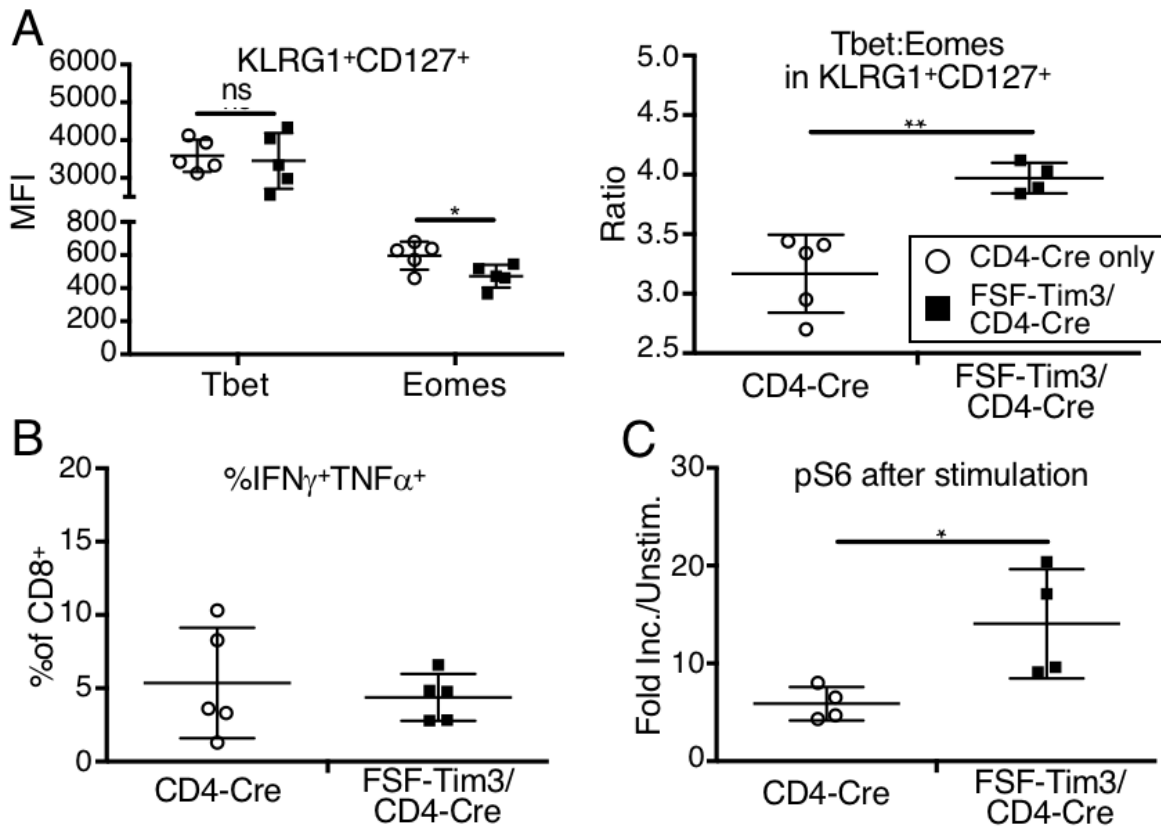 A
KLRG1⁺CD127⁺
MFI
6000
5000
4000
3000
800
600
400
200
0
ns
*
Tbet
Eomes
Tbet:Eomes
in KLRG1⁺CD127⁺
Ratio
5.0
4.5
4.0
3.5
3.0
2.5
**
CD4-Cre only
FSF-Tim3/
CD4-Cre
CD4-Cre
FSF-Tim3/
CD4-Cre
B
%IFNγ⁺TNFα⁺
%of CD8⁺
20
15
10
5
0
CD4-Cre
FSF-Tim3/
CD4-Cre
C
pS6 after stimulation
Fold Inc./Unstim.
30
20
10
0
*
CD4-Cre
FSF-Tim3/
CD4-Cre